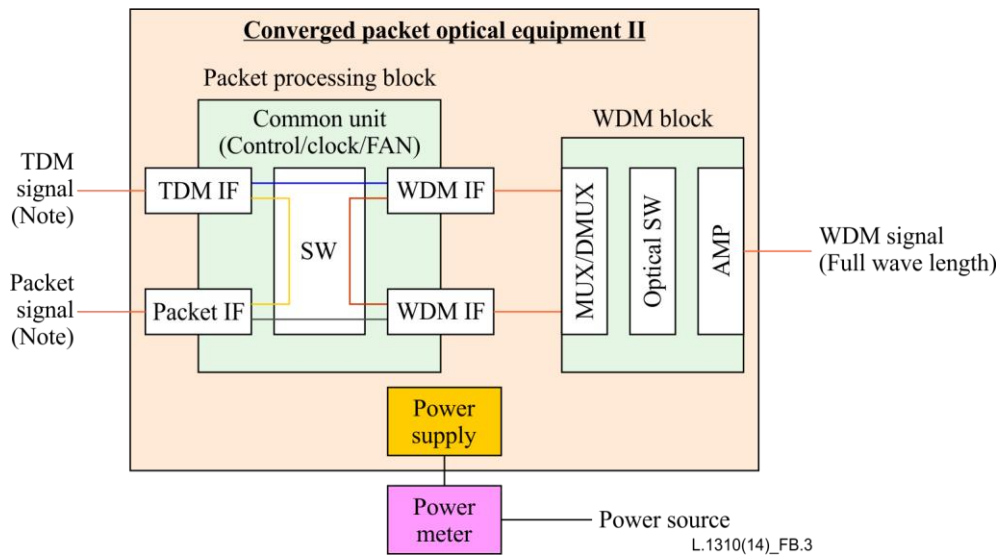 Converged packet optical equipment II
Packet processing block
Common unit
(Control/clock/FAN)
WDM block
TDM
signal
(Note)
TDM IF
WDM IF
SW
MUX/DMUX
Optical SW
AMP
WDM signal
(Full wave length)
Packet
signal
(Note)
Packet IF
WDM IF
Power
supply
Power
meter
Power source
L.1310(14)_FB.3